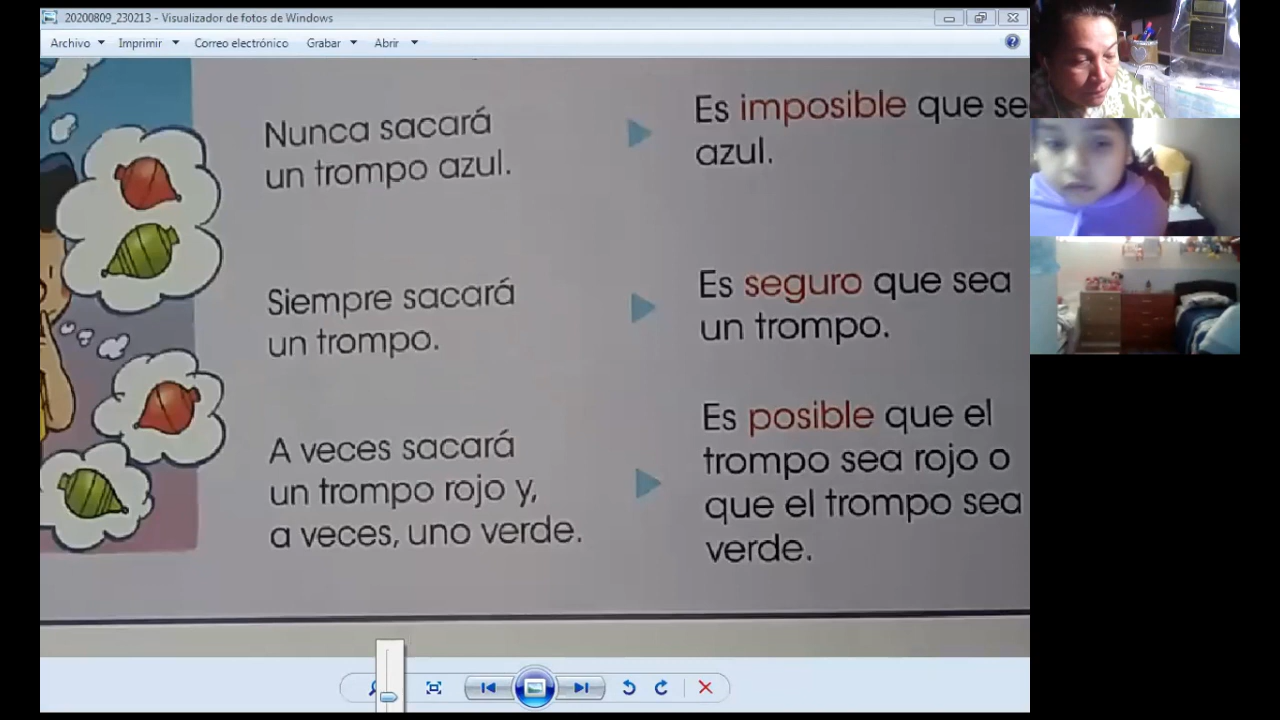 20200809_230213 - Visualizador de fotos de Windows
Archivo Imprimir Correo electrónico Grabar Abrir
Nunca sacará
un trompo azul.
Es imposible que se
azul.
Siempre sacará
un trompo.
Es seguro que sea
un trompo.
A veces sacará
un trompo rojo y,
a veces, uno verde.
Es posible que el
trompo sea rojo o
que el trompo sea
verde.